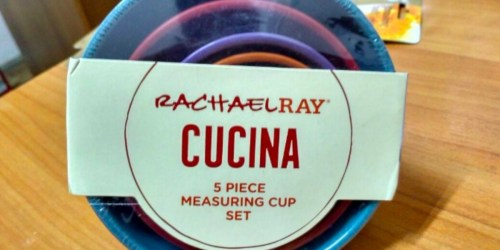 RACHAELRAY®
CUCINA
5 PIECE
MEASURING CUP
SET